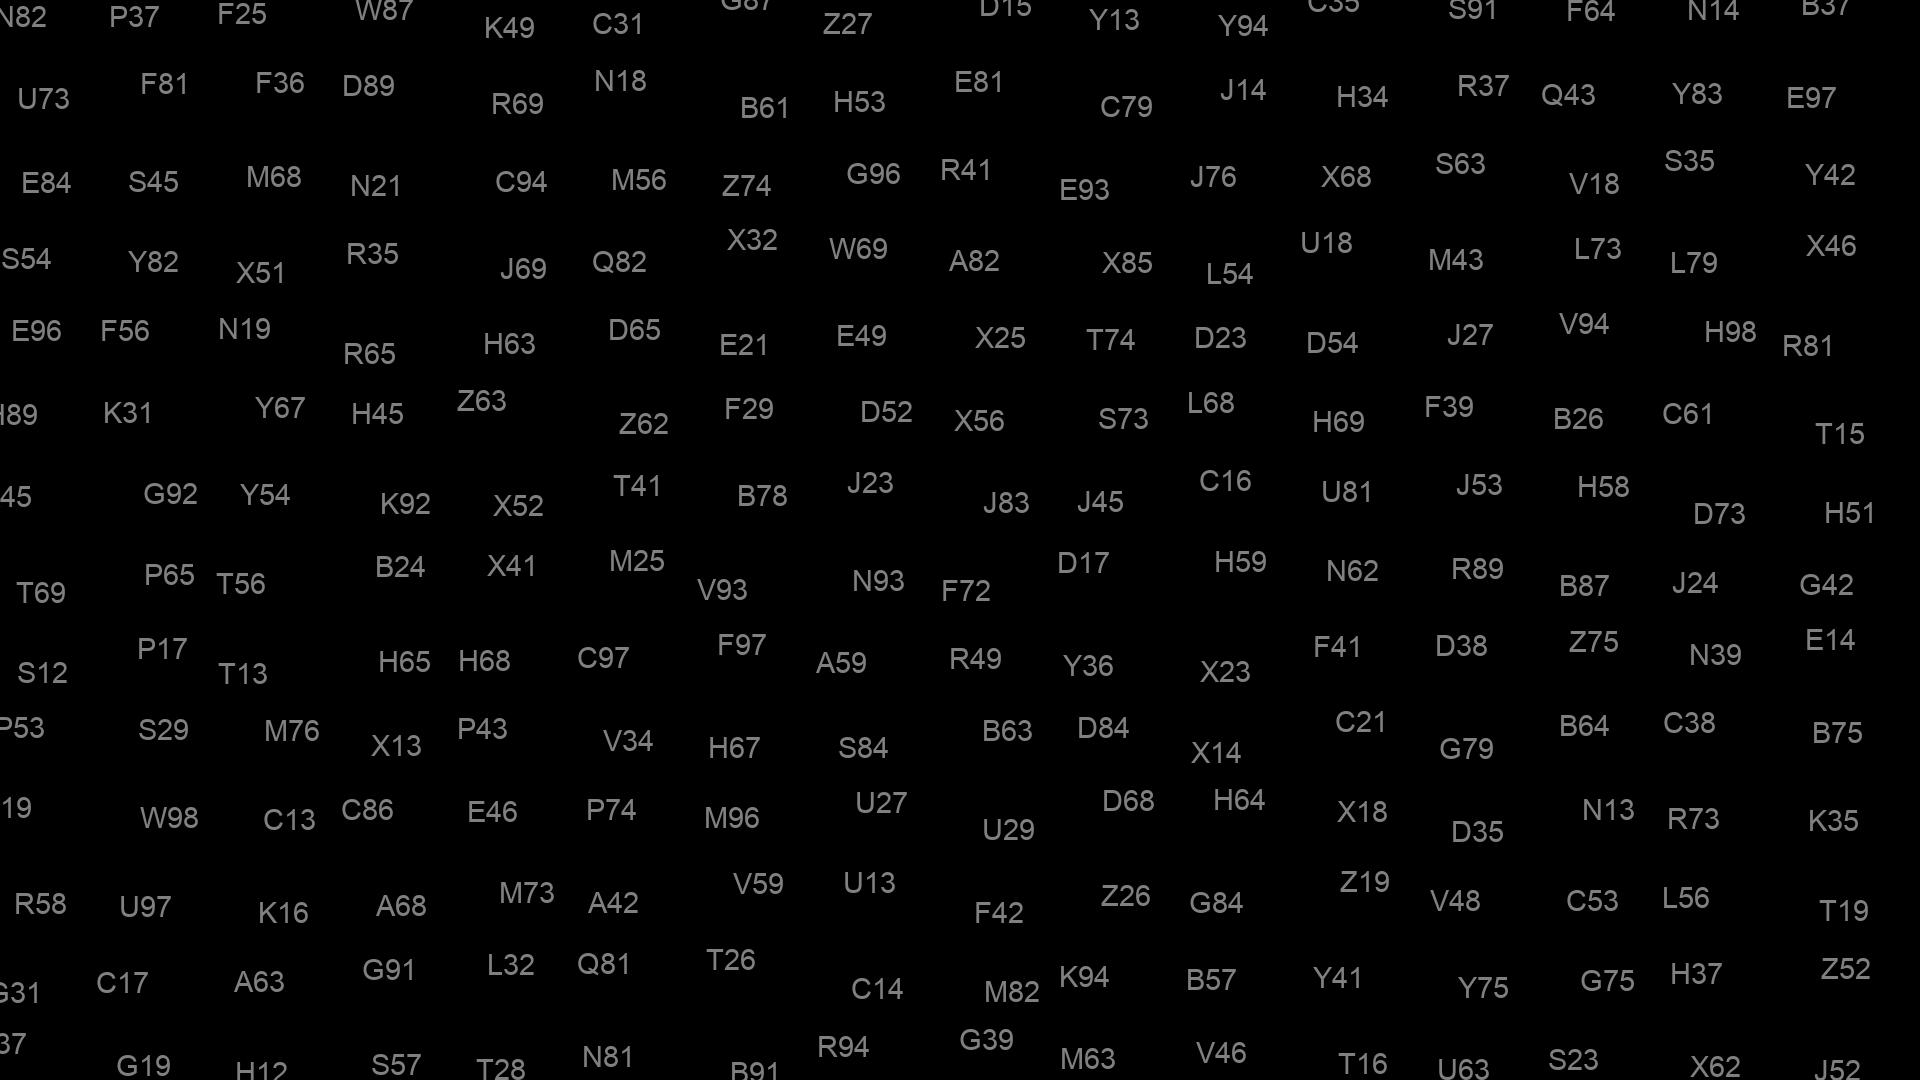 N82 P37 F25 W87 K49 C31 G87 Z27 D15 Y13 Y94 C35 S91 F64 N14 B37
U73 F81 F36 D89 R69 N18 B61 H53 E81 C79 J14 H34 R37 Q43 Y83 E97
E84 S45 M68 N21 C94 M56 Z74 G96 R41 E93 J76 X68 S63 V18 S35 Y42
S54 Y82 X51 R35 J69 Q82 X32 W69 A82 X85 L54 U18 M43 L73 L79 X46
E96 F56 N19 R65 H63 D65 E21 E49 X25 T74 D23 D54 J27 V94 H98 R81
H89 K31 Y67 H45 Z63 Z62 F29 D52 X56 S73 L68 H69 F39 B26 C61 T15
45 G92 Y54 K92 X52 T41 B78 J23 J83 J45 C16 U81 J53 H58 D73 H51
T69 P65 T56 B24 X41 M25 V93 N93 F72 D17 H59 N62 R89 B87 J24 G42
S12 P17 T13 H65 H68 C97 F97 A59 R49 Y36 X23 F41 D38 Z75 N39 E14
P53 S29 M76 X13 P43 V34 H67 S84 B63 D84 X14 C21 G79 B64 C38 B75
19 W98 C13 C86 E46 P74 M96 U27 U29 D68 H64 X18 D35 N13 R73 K35
R58 U97 K16 A68 M73 A42 V59 U13 F42 Z26 G84 Z19 V48 C53 L56 T19
G31 C17 A63 G91 L32 Q81 T26 C14 M82 K94 B57 Y41 Y75 G75 H37 Z52
37 G19 H12 S57 T28 N81 B91 R94 G39 M63 V46 T16 U63 S23 X62 J52